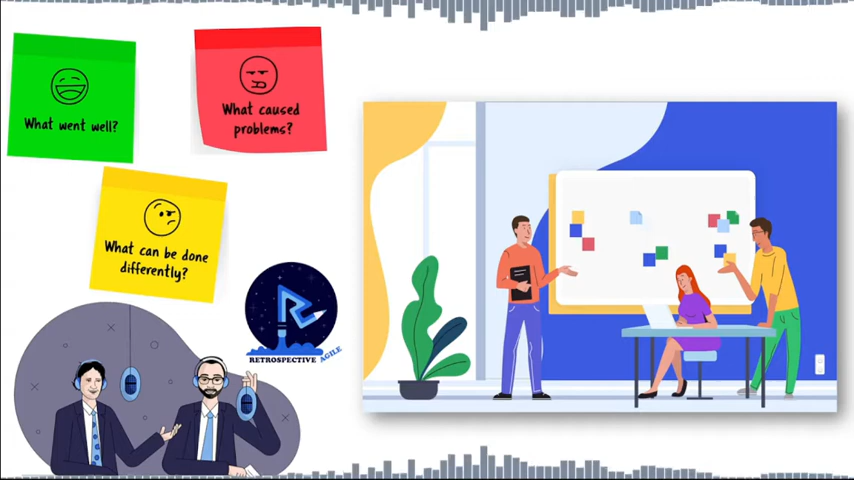 What went well?
What caused
problems?
What can be done
differently?
RETROSPECTIVE AGILE